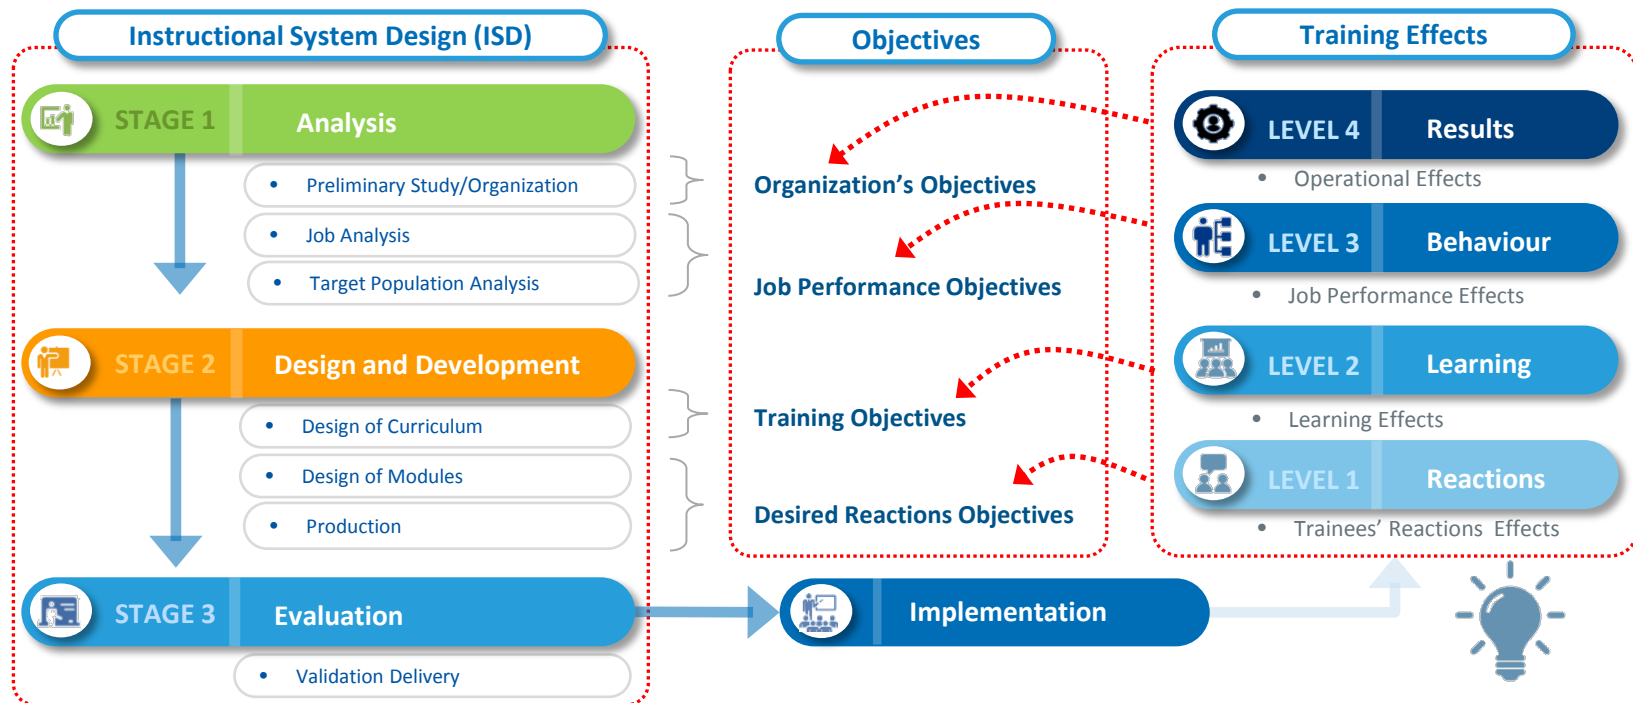 Instructional System Design (ISD)
STAGE 1
Analysis
• Preliminary Study/Organization
• Job Analysis
• Target Population Analysis
STAGE 2
Design and Development
• Design of Curriculum
• Design of Modules
• Production
STAGE 3
Evaluation
• Validation Delivery
Objectives
Organization's Objectives
Job Performance Objectives
Training Objectives
Desired Reactions Objectives
Implementation
Training Effects
LEVEL 4
Results
• Operational Effects
LEVEL 3
Behaviour
• Job Performance Effects
LEVEL 2
Learning
• Learning Effects
LEVEL 1
Reactions
• Trainees' Reactions Effects